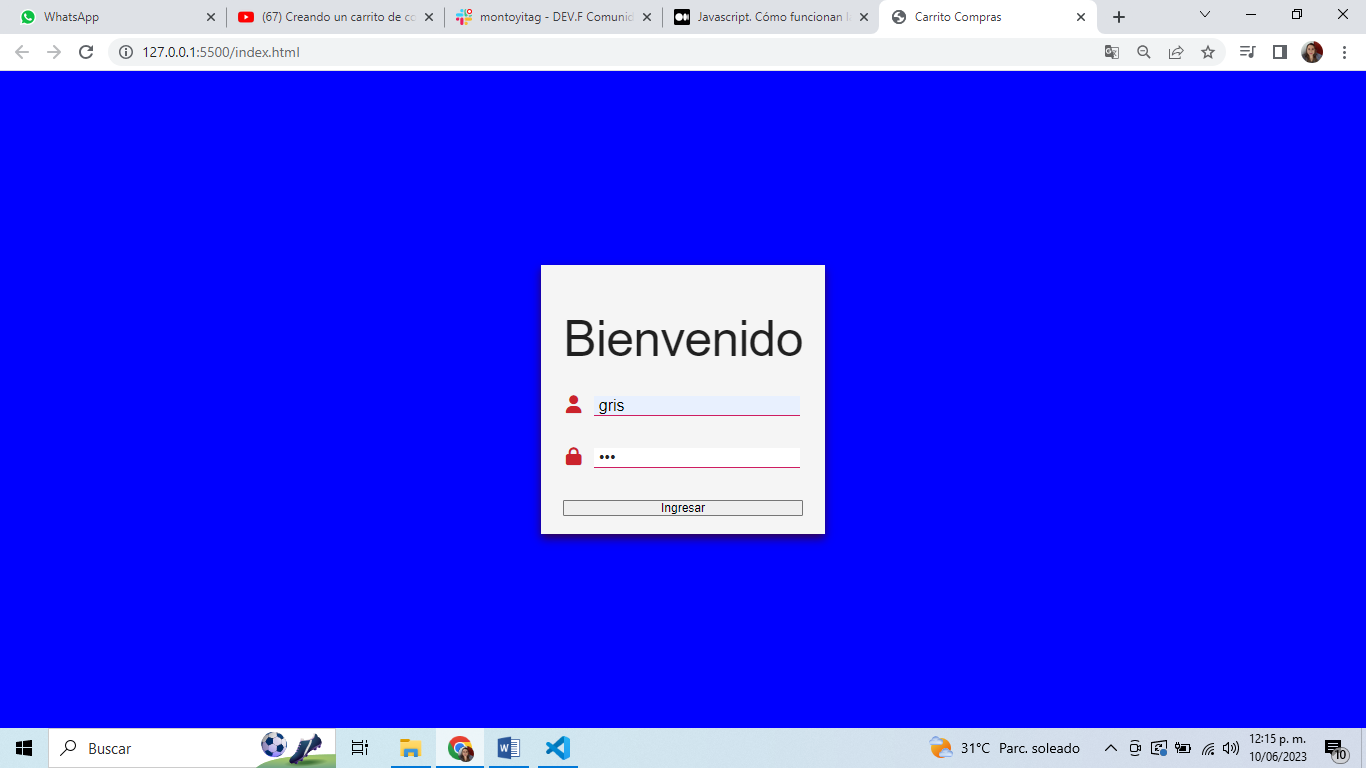 WhatsApp
(67) Creando un carrito de co
montoyitag - DEV.F Comunid
Javascript. Cómo funcionan l
Carrito Compras
127.0.0.1:5500/index.html
Bienvenido
gris
•••
Ingresar
Buscar
31°C Parc. soleado
12:15 p. m.
10/06/2023
10